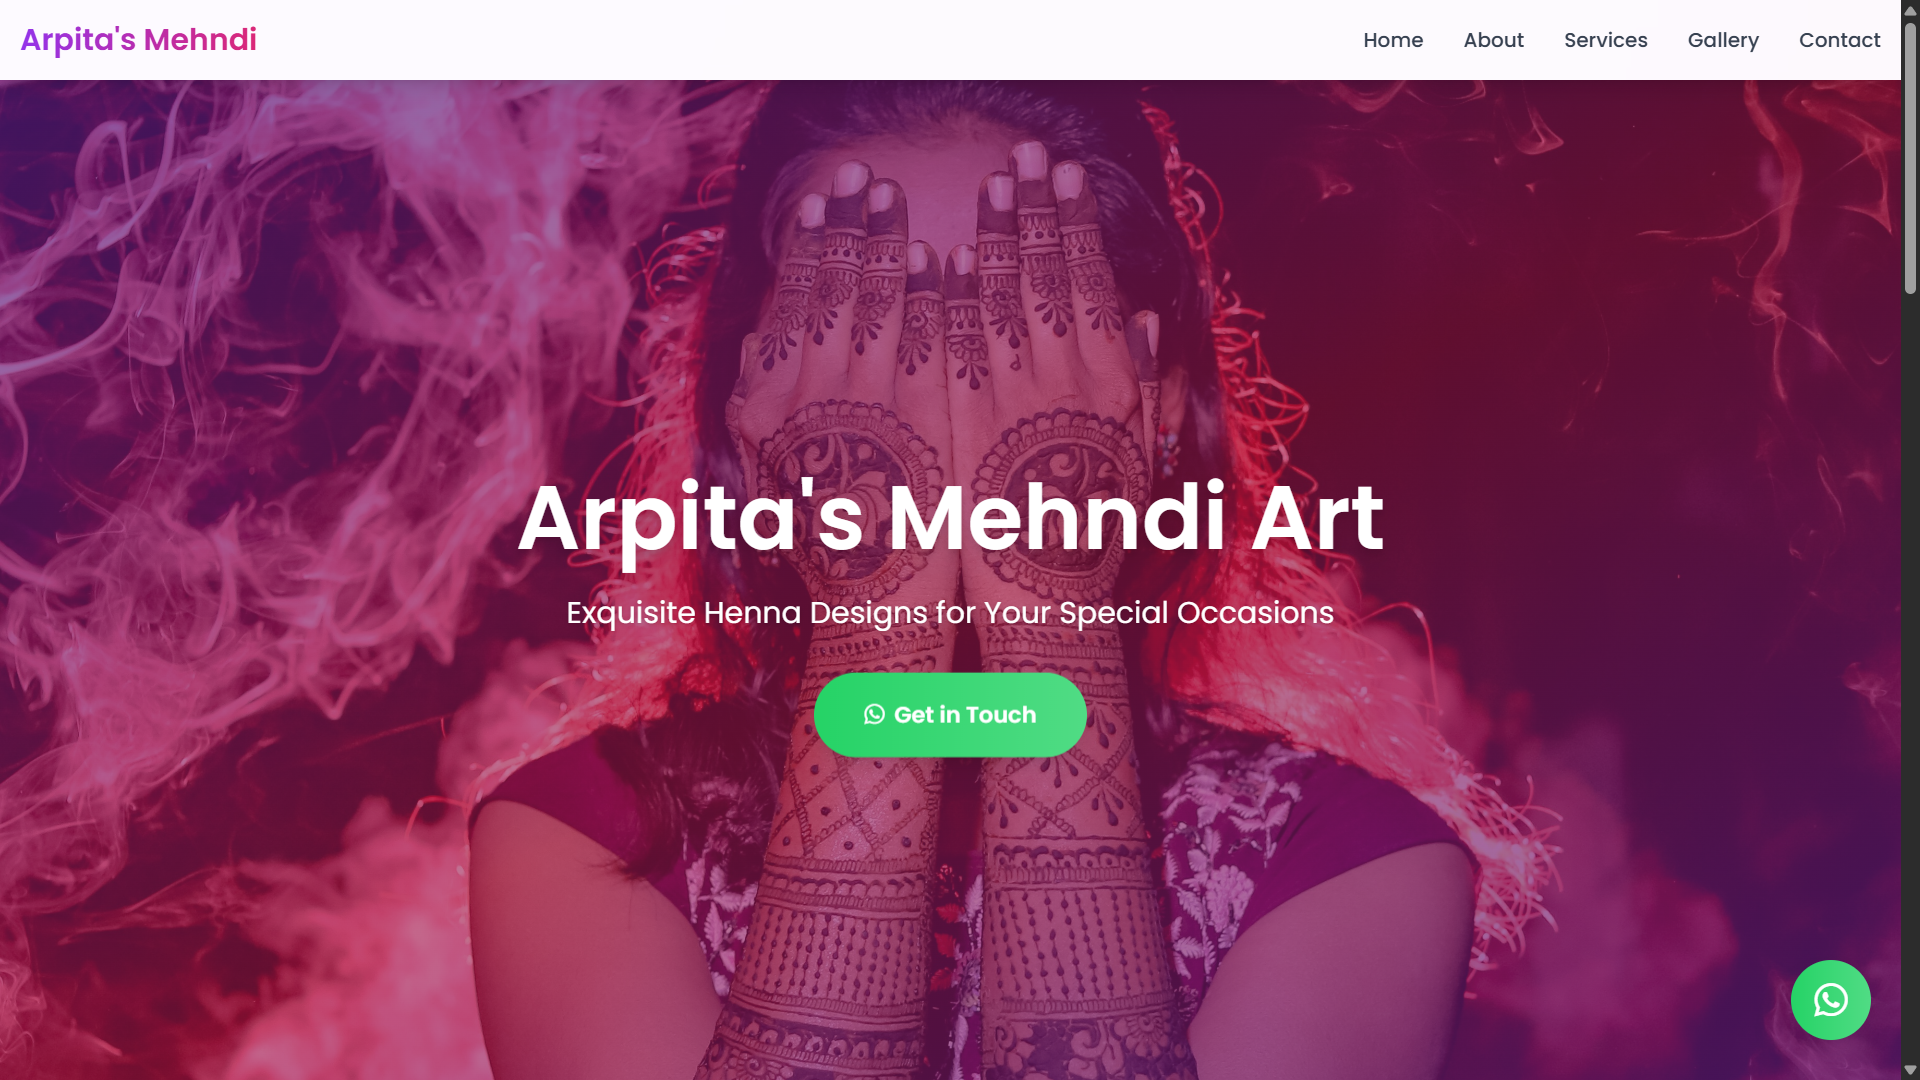 Arpita's Mehndi
Home
About
Services
Gallery
Contact
Arpita's Mehndi Art
Exquisite Henna Designs for Your Special Occasions
Get in Touch